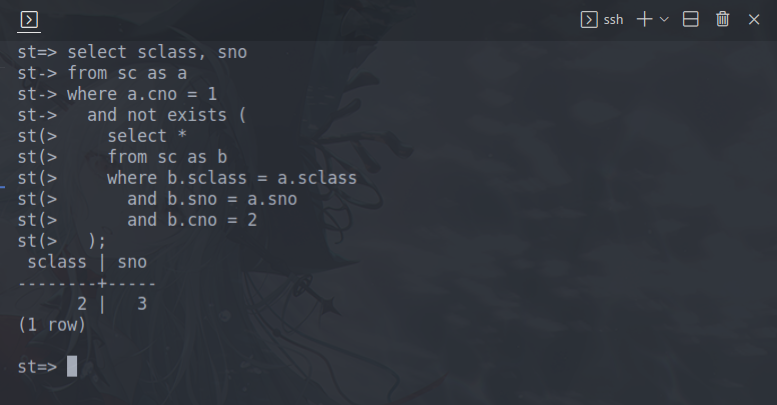 ssh
st=> select sclass, sno
st-> from sc as a
st-> where a.cno = 1
st->   and not exists (
st(>     select *
st(>     from sc as b
st(>     where b.sclass = a.sclass
st(>       and b.sno = a.sno
st(>       and b.cno = 2
st(>   );
 sclass | sno
--------+-----
      2 |   3
(1 row)
st=>